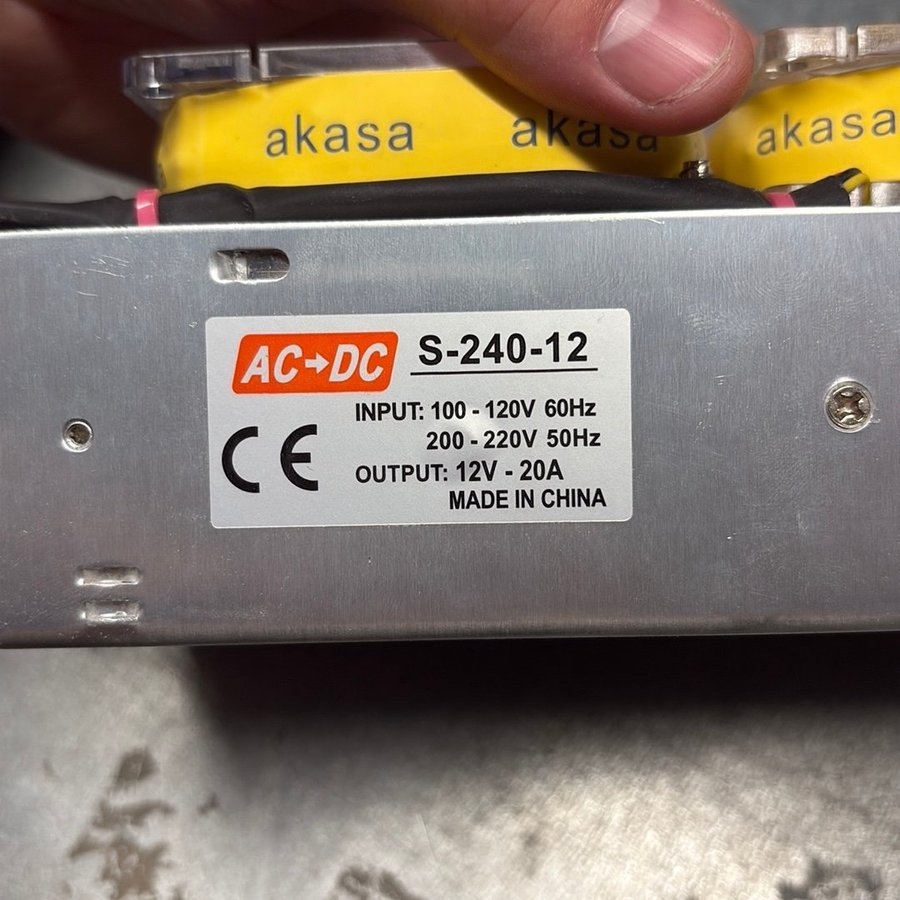 akasa akasa akasa
AC→DC S-240-12
INPUT: 100 - 120V 60Hz
200 - 220V 50Hz
CE OUTPUT: 12V - 20A
MADE IN CHINA